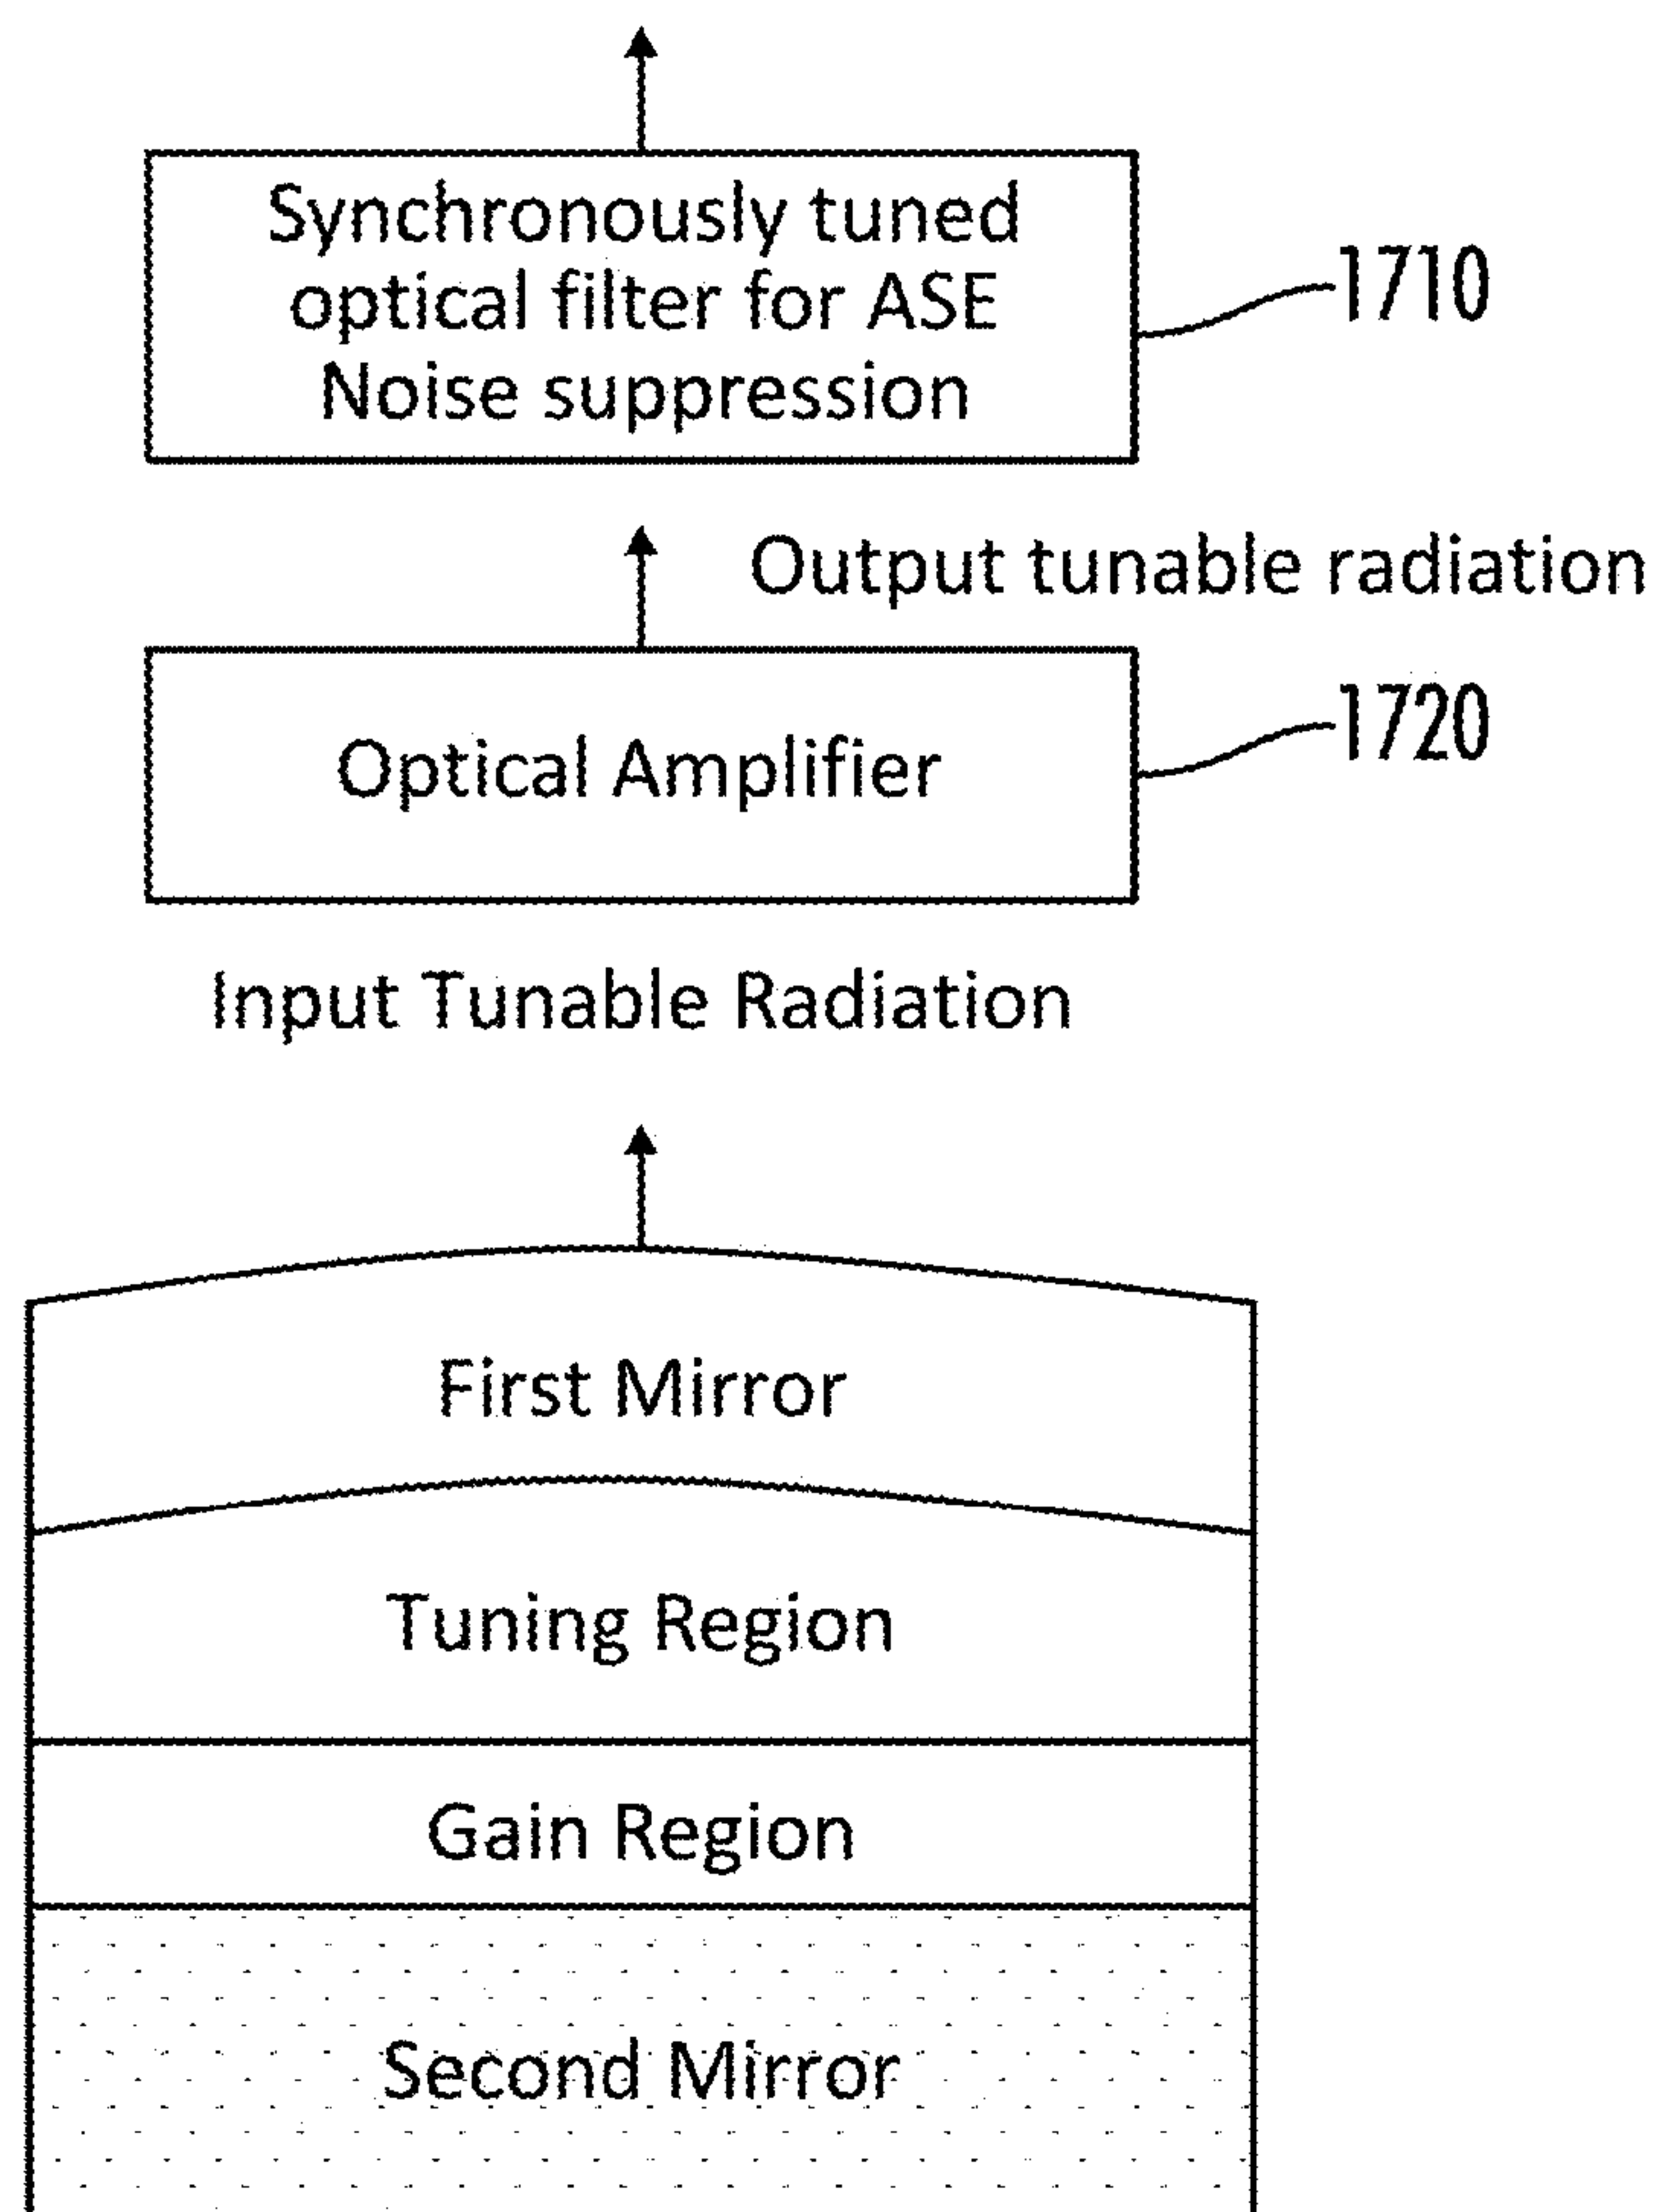 Synchronously tuned
optical filter for ASE
Noise suppression
1710
Output tunable radiation
Optical Amplifier
1720
Input Tunable Radiation
First Mirror
Tuning Region
Gain Region
Second Mirror